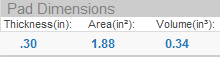 Pad Dimensions
Thickness(in): Area(in²): Volume(in³):
.30 1.88 0.34